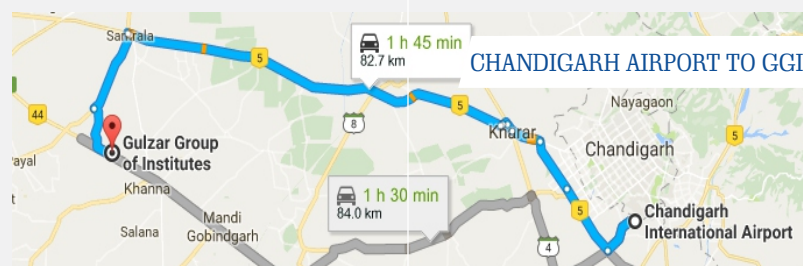 Samrala
1 h 45 min
82.7 km
CHANDIGARH AIRPORT TO GGI
5
5
Nayagaon
44
8
Kharar
5
Chandigarh
Gulzar Group
of Institutes
Khanna
1 h 30 min
84.0 km
Mandi
Gobindgarh
Salana
5
4
Chandigarh
International Airport